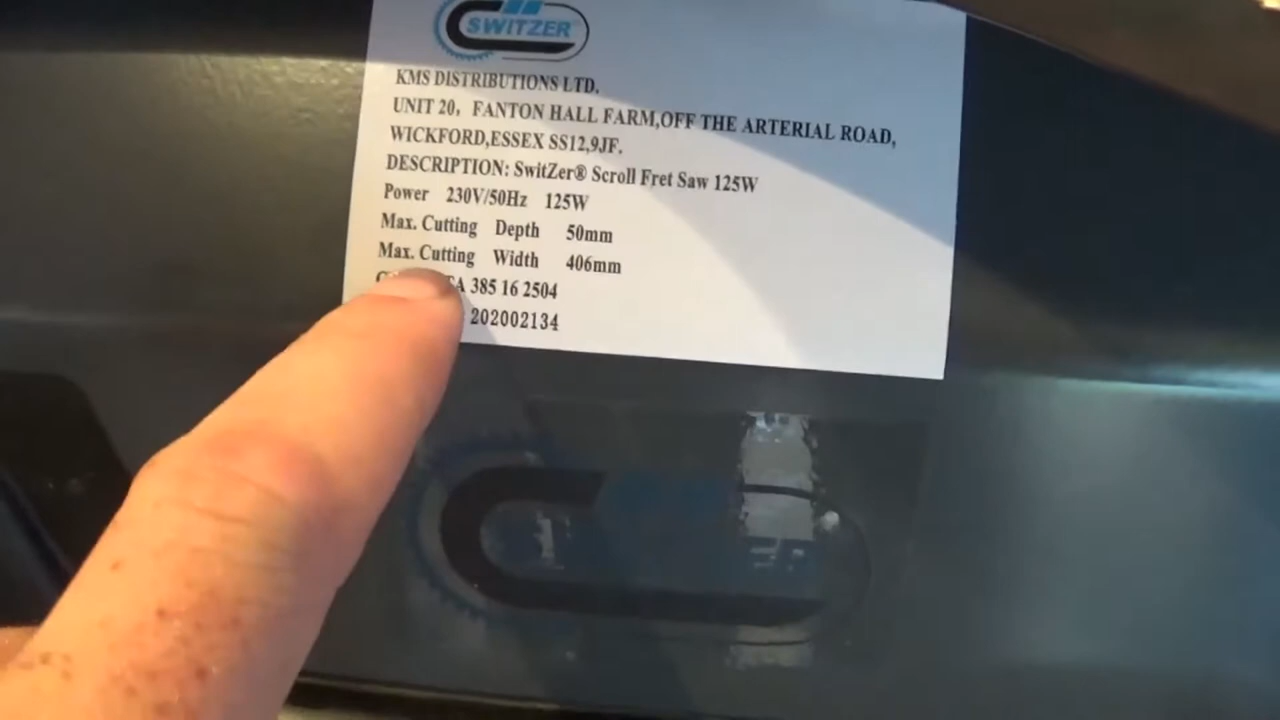 SWITZER
KMS DISTRIBUTIONS LTD.
UNIT 20, FANTON HALL FARM,OFF THE ARTERIAL ROAD,
WICKFORD,ESSEX SS12,9JF.
DESCRIPTION: SwitZer® Scroll Fret Saw 125W
Power 230V/50Hz 125W
Max. Cutting Depth 50mm
Max. Cutting Width 406mm
385 16 2504
202002134